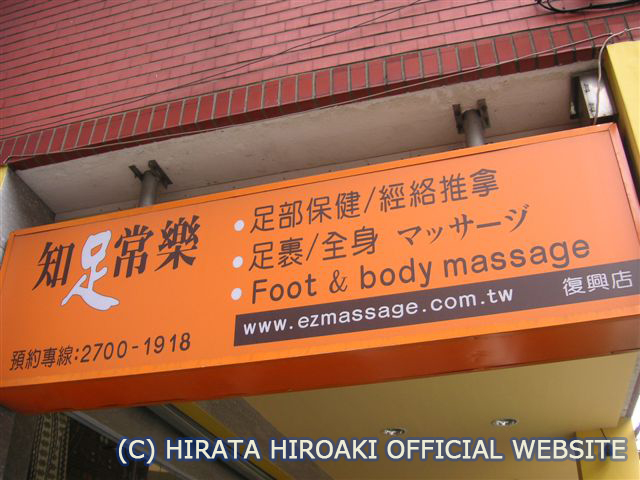 知足常樂
預約專線:2700-1918
• 足部保健/經絡推拿
• 足裏/全身 マッサージ
• Foot & body massage
www.ezmassage.com.tw
復興店
(C) HIRATA HIROAKI OFFICIAL WEBSITE